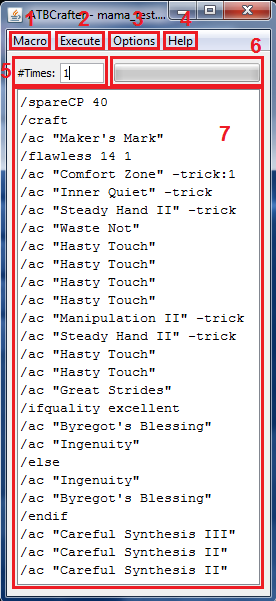 ATBCrafter - mama_test....
1 2 3 4
Macro Execute Options Help
6
5 #Times: 1
7
/spareCP 40
/craft
/ac "Maker's Mark"
/flawless 14 1
/ac "Comfort Zone" -trick:1
/ac "Inner Quiet" -trick
/ac "Steady Hand II" -trick
/ac "Waste Not"
/ac "Hasty Touch"
/ac "Hasty Touch"
/ac "Hasty Touch"
/ac "Hasty Touch"
/ac "Manipulation II" -trick
/ac "Steady Hand II" -trick
/ac "Hasty Touch"
/ac "Hasty Touch"
/ac "Great Strides"
/ifquality excellent
/ac "Byregot's Blessing"
/ac "Ingenuity"
/else
/ac "Ingenuity"
/ac "Byregot's Blessing"
/endif
/ac "Careful Synthesis III"
/ac "Careful Synthesis II"
/ac "Careful Synthesis II"